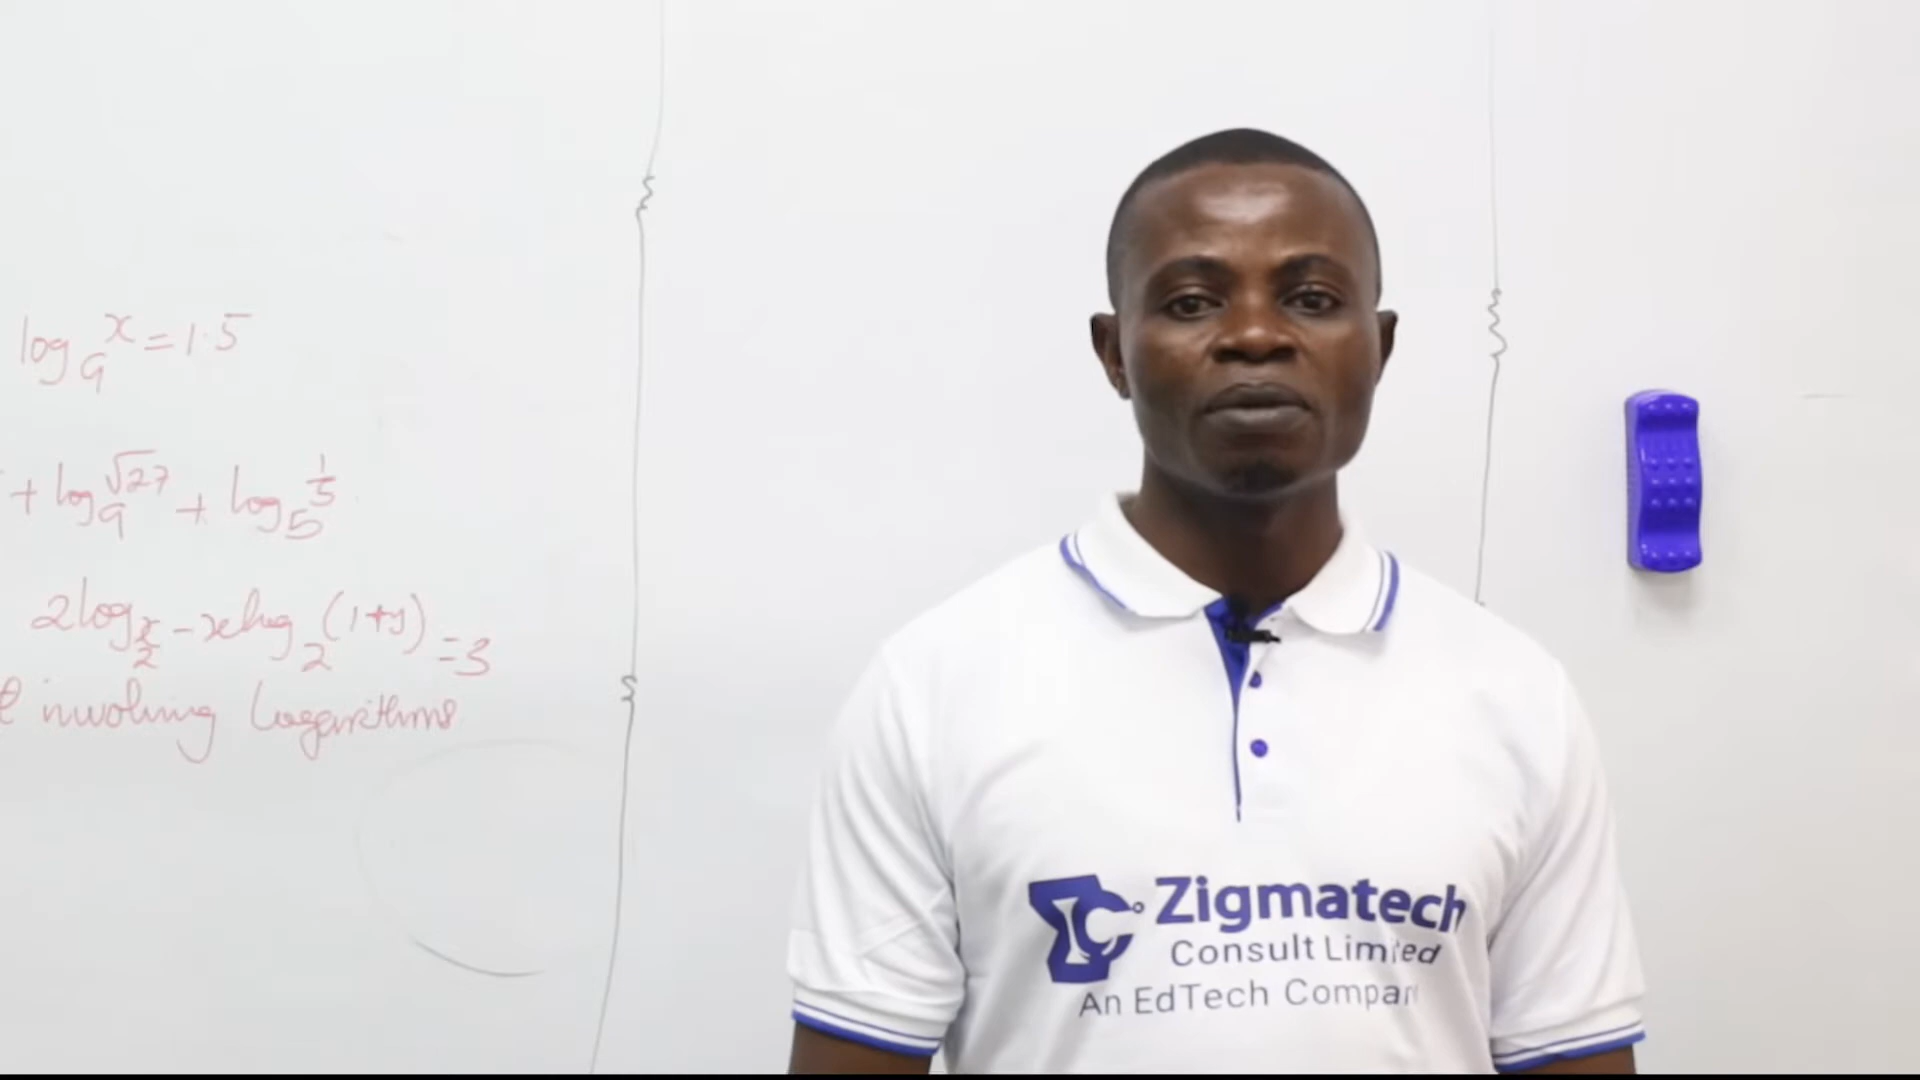 log₉ x = 1.5
+ log₉ √27 + log₅ 1/5
2log x/2 - xlog₂ (1+y) = 3
involving Logarithms
Zigmatech
Consult Limited
An EdTech Compan